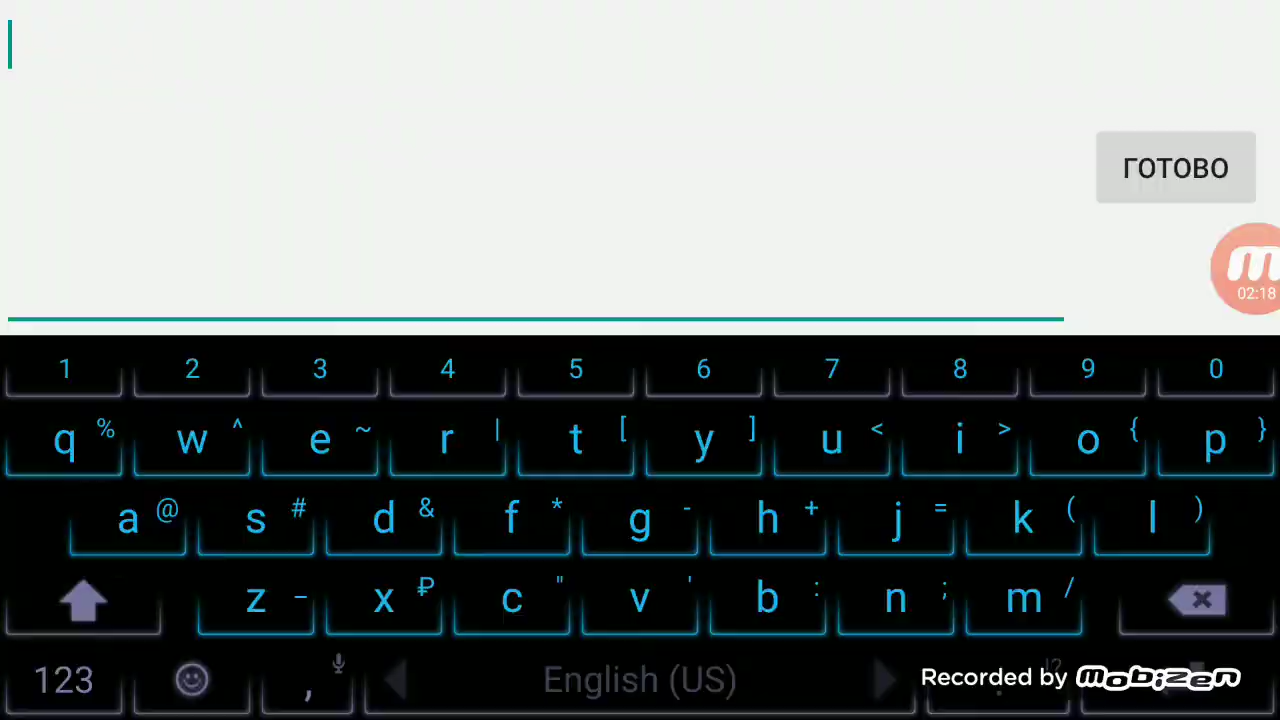 ГОТОВО
02:18
1 2 3 4 5 6 7 8 9 0
q % w ^ e ~ r | t [ y ] u < i > o { p }
a @ s # d & f * g - h + j = k ( l )
z _ x ₽ c " v ' b : n ; m /
123 , English (US) . !?
Recorded by mobizen